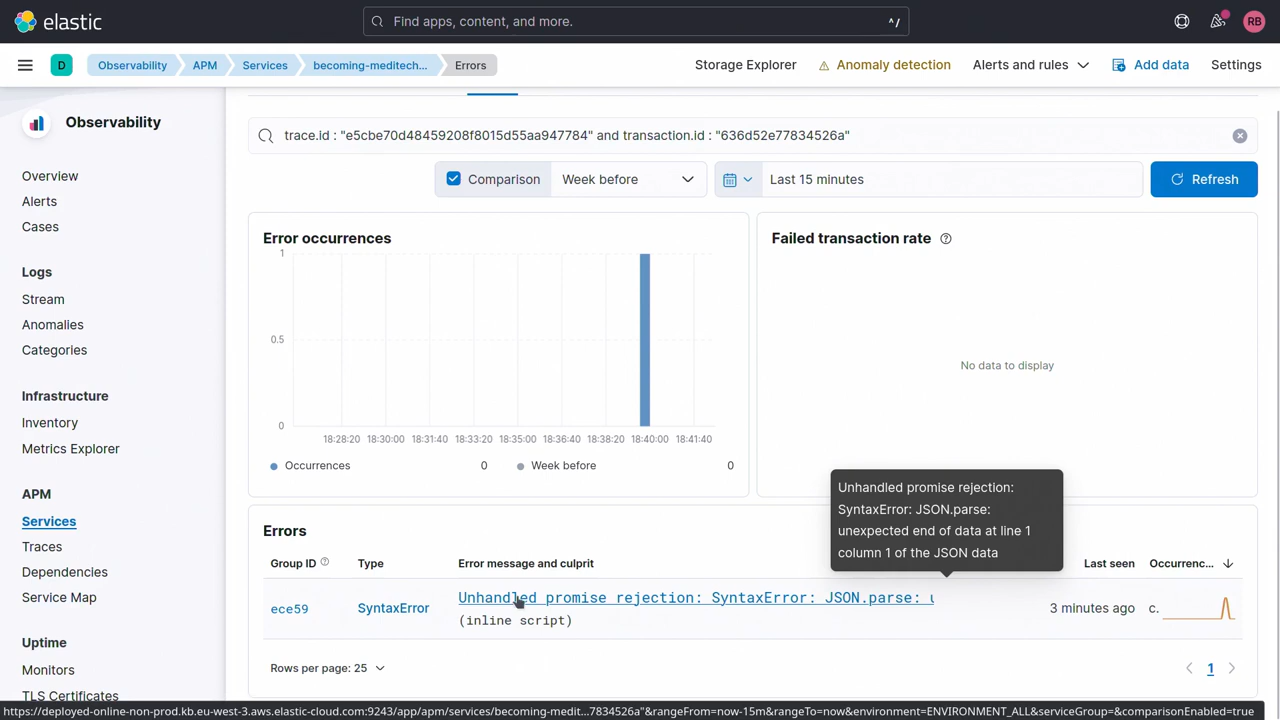 elastic
Find apps, content, and more.
^/
RB
D
Observability
APM
Services
becoming-meditech...
Errors
Storage Explorer
Anomaly detection
Alerts and rules
Add data
Settings
Observability
Overview
Alerts
Cases
Logs
Stream
Anomalies
Categories
Infrastructure
Inventory
Metrics Explorer
APM
Services
Traces
Dependencies
Service Map
Uptime
Monitors
TLS Certificates
trace.id : "e5cbe70d48459208f8015d55aa947784" and transaction.id : "636d52e77834526a"
Comparison
Week before
Last 15 minutes
Refresh
Error occurrences
1
0.5
0
18:28:20 18:30:00 18:31:40 18:33:20 18:35:00 18:36:40 18:38:20 18:40:00 18:41:40
Occurrences 0
Week before 0
Failed transaction rate
No data to display
Unhandled promise rejection:
SyntaxError: JSON.parse:
unexpected end of data at line 1
column 1 of the JSON data
Errors
Group ID Type Error message and culprit Last seen Occurrenc...
ece59 SyntaxError Unhandled promise rejection: SyntaxError: JSON.parse: 3 minutes ago c.
(inline script)
Rows per page: 25
1
https://deployed-online-non-prod.kb.eu-west-3.aws.elastic-cloud.com:9243/app/apm/services/becoming-medit...7834526a"&rangeFrom=now-15m&rangeTo=now&environment=ENVIRONMENT_ALL&serviceGroup=&comparisonEnabled=true